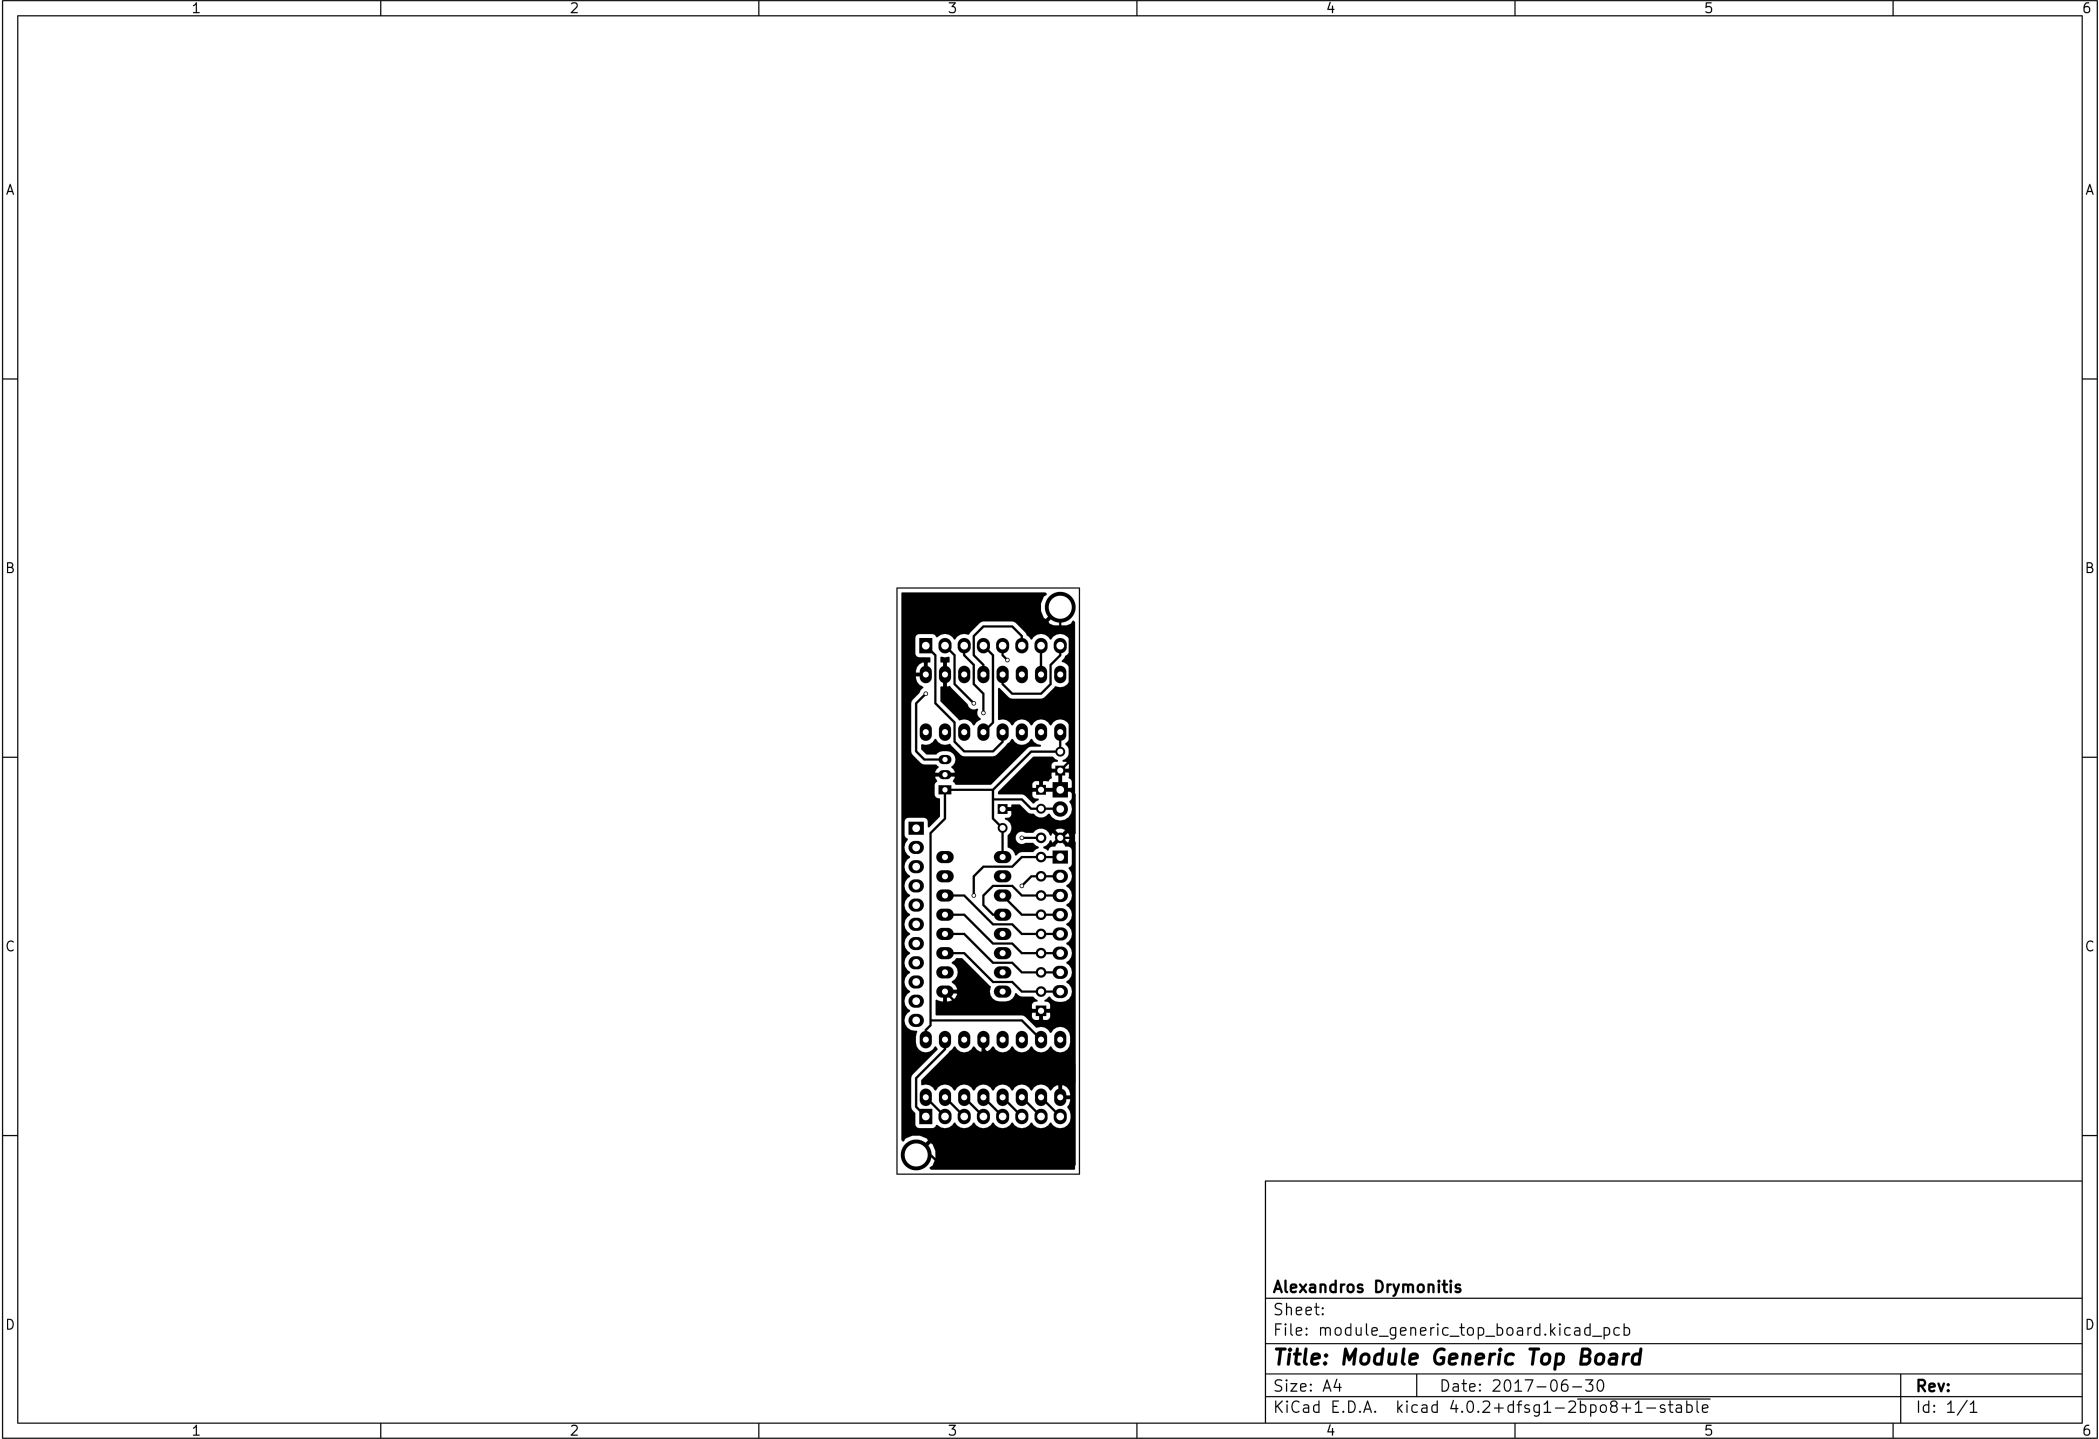 1 2 3 4 5 6
A A
B B
C C
Alexandros Drymonitis
Sheet:
File: module_generic_top_board.kicad_pcb
D D
Title: Module Generic Top Board
Size: A4 Date: 2017-06-30 Rev:
KiCad E.D.A. kicad 4.0.2+dfsg1-2bpo8+1-stable Id: 1/1
1 2 3 4 5 6